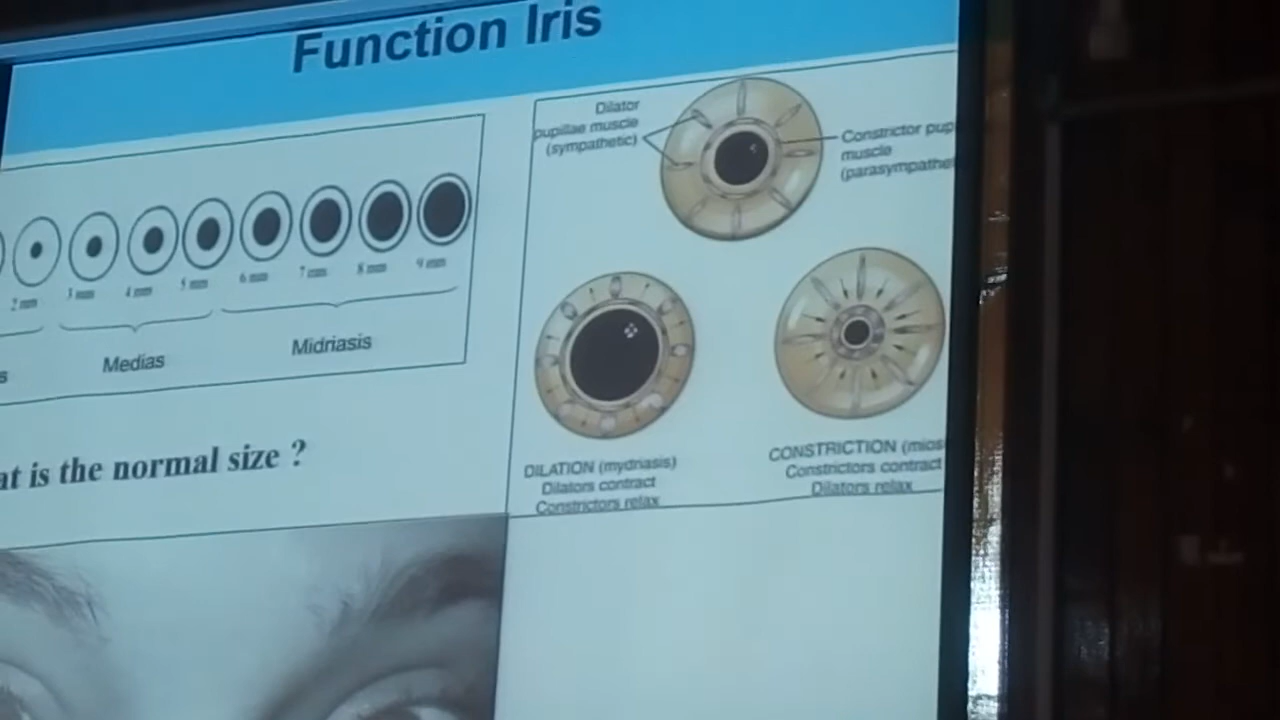 Function Iris
Dilator
pupillae muscle
(sympathetic)
Constrictor pup
muscle
(parasympathe
2 mm
3 mm
4 mm
5 mm
6 mm
7 mm
8 mm
9 mm
s
Medias
Midriasis
at is the normal size ?
DILATION (mydriasis)
Dilators contract
Constrictors relax
CONSTRICTION (mios
Constrictors contract
Dilators relax